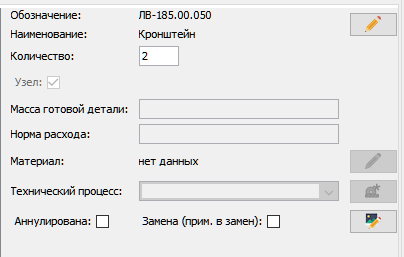 Обозначение: ЛВ-185.00.050
Наименование: Кронштейн
Количество: 2
Узел:
Масса готовой детали:
Норма расхода:
Материал: нет данных
Технический процесс:
Аннулирована: Замена (прим. в замен):